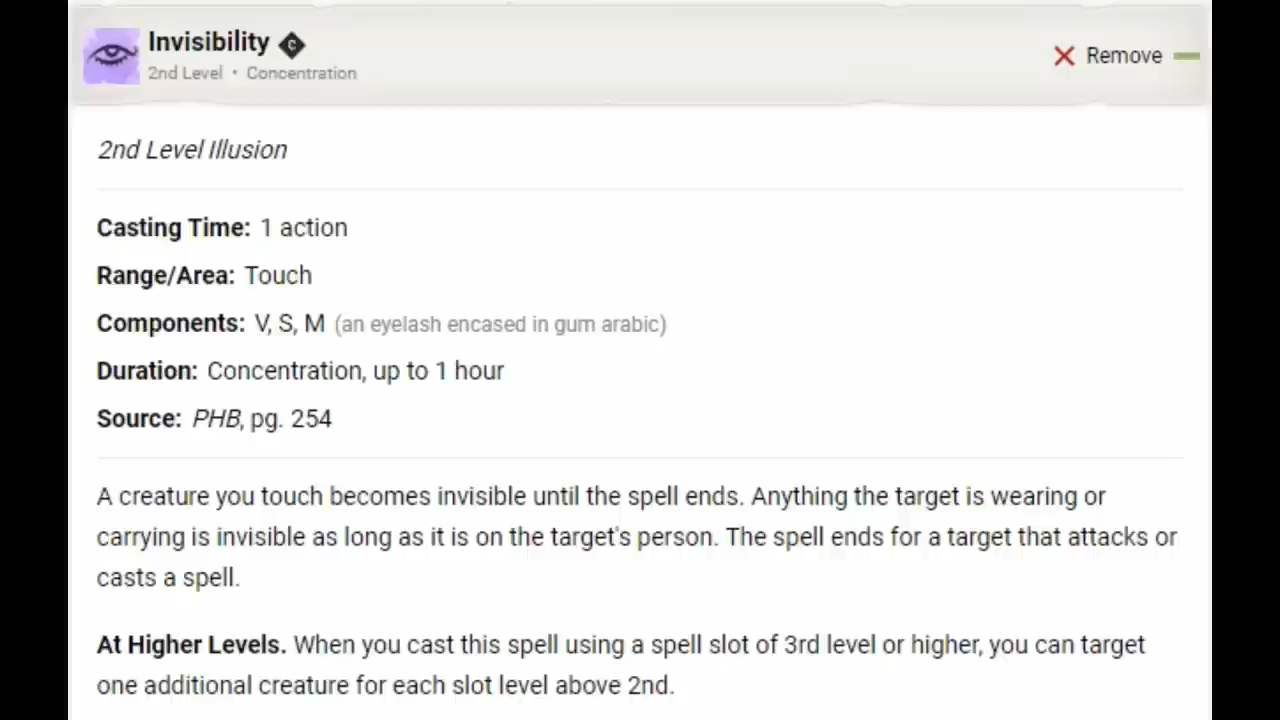 Invisibility C
2nd Level • Concentration
Remove
2nd Level Illusion
Casting Time: 1 action
Range/Area: Touch
Components: V, S, M (an eyelash encased in gum arabic)
Duration: Concentration, up to 1 hour
Source: PHB, pg. 254
A creature you touch becomes invisible until the spell ends. Anything the target is wearing or
carrying is invisible as long as it is on the target's person. The spell ends for a target that attacks or
casts a spell.
At Higher Levels. When you cast this spell using a spell slot of 3rd level or higher, you can target
one additional creature for each slot level above 2nd.